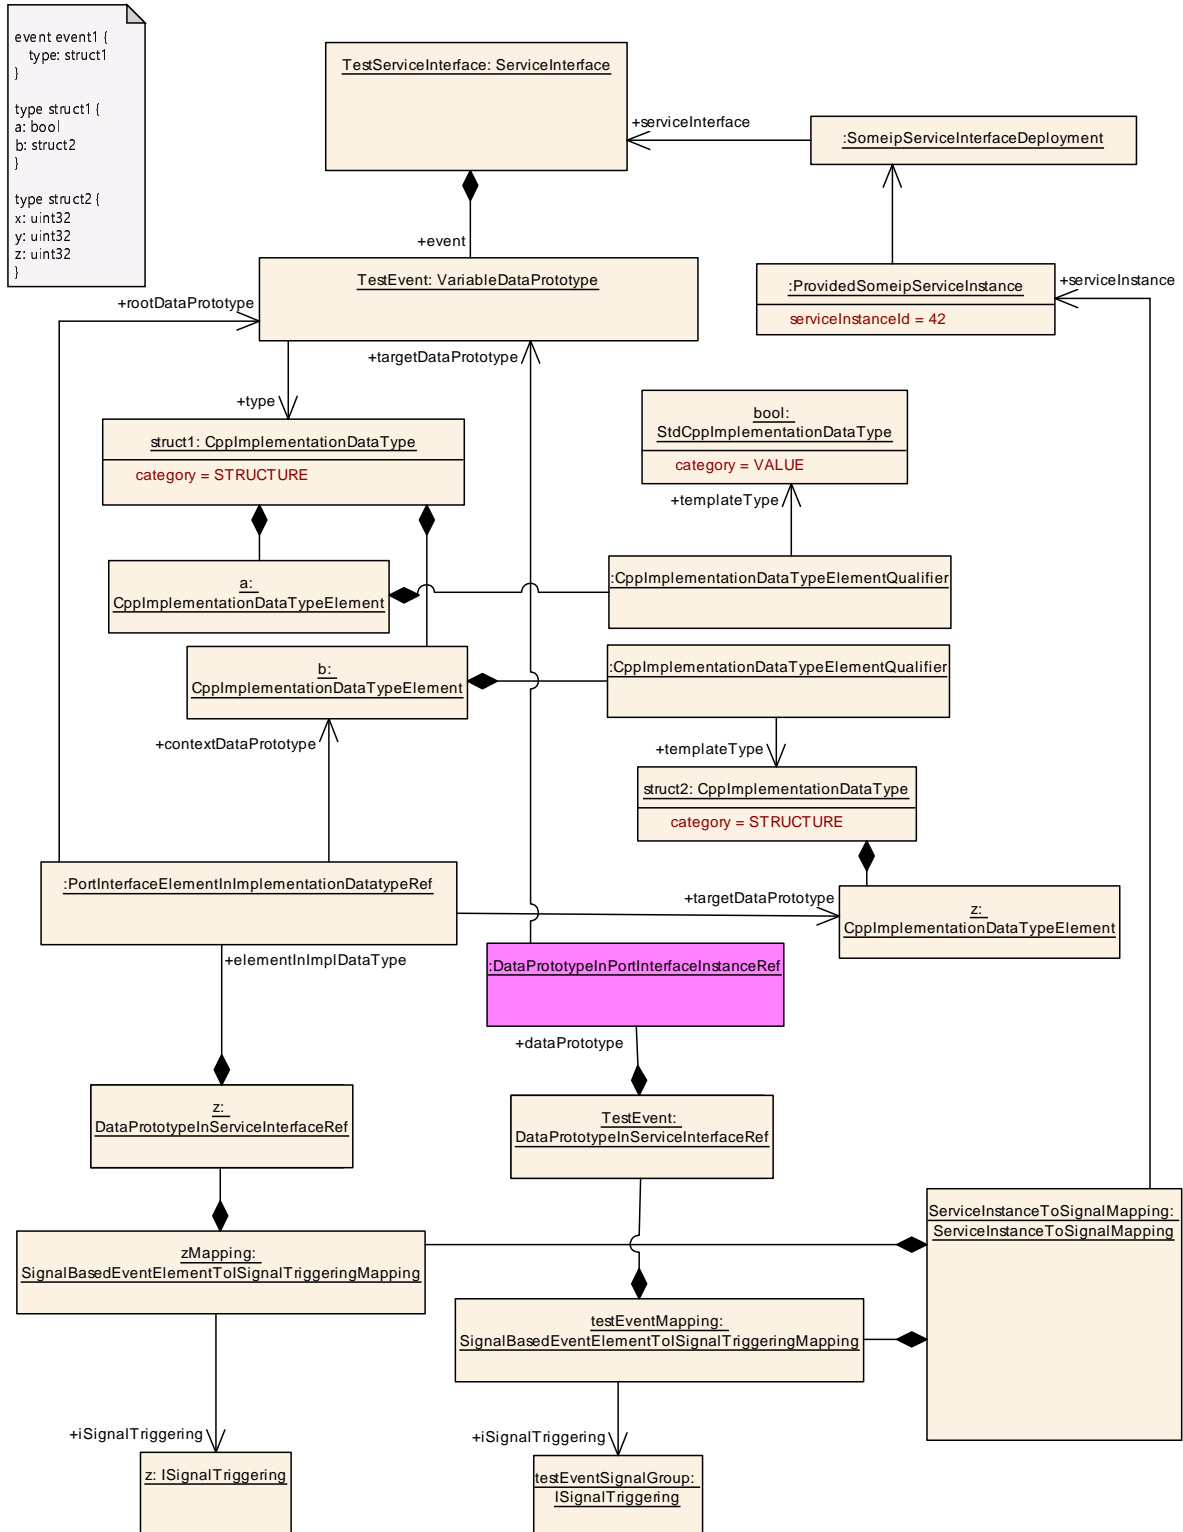 event event1 {
type: struct1
}
type struct1 {
a: bool
b: struct2
}
type struct2 {
x: uint32
y: uint32
z: uint32
}
TestServiceInterface: ServiceInterface
+serviceInterface
:SomeipServiceInterfaceDeployment
+event
TestEvent: VariableDataPrototype
:ProvidedSomeipServiceInstance
serviceInstanceId = 42
+serviceInstance
+rootDataPrototype
+targetDataPrototype
+type
struct1: CppImplementationDataType
category = STRUCTURE
bool:
StdCppImplementationDataType
category = VALUE
+templateType
a:
CppImplementationDataTypeElement
:CppImplementationDataTypeElementQualifier
b:
CppImplementationDataTypeElement
:CppImplementationDataTypeElementQualifier
+contextDataPrototype
+templateType
struct2: CppImplementationDataType
category = STRUCTURE
:PortInterfaceElementInImplementationDatatypeRef
+targetDataPrototype
z:
CppImplementationDataTypeElement
+elementInImplDataType
:DataPrototypeInPortInterfaceInstanceRef
+dataPrototype
z:
DataPrototypeInServiceInterfaceRef
TestEvent:
DataPrototypeInServiceInterfaceRef
ServiceInstanceToSignalMapping:
ServiceInstanceToSignalMapping
zMapping:
SignalBasedEventElementToISignalTriggeringMapping
testEventMapping:
SignalBasedEventElementToISignalTriggeringMapping
+iSignalTriggering
+iSignalTriggering
z: ISignalTriggering
testEventSignalGroup:
ISignalTriggering